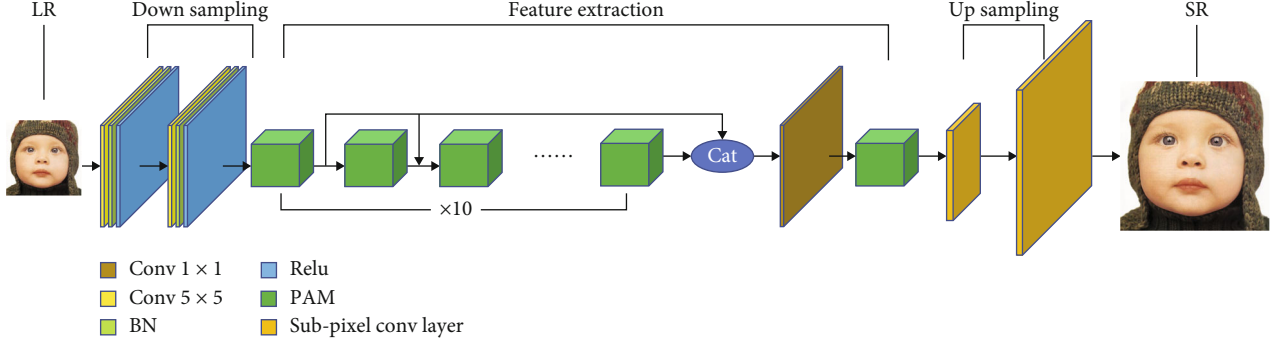 LR
Down sampling
Feature extraction
Up sampling
SR
Cat
......
×10
Conv 1 × 1
Relu
Conv 5 × 5
PAM
BN
Sub-pixel conv layer